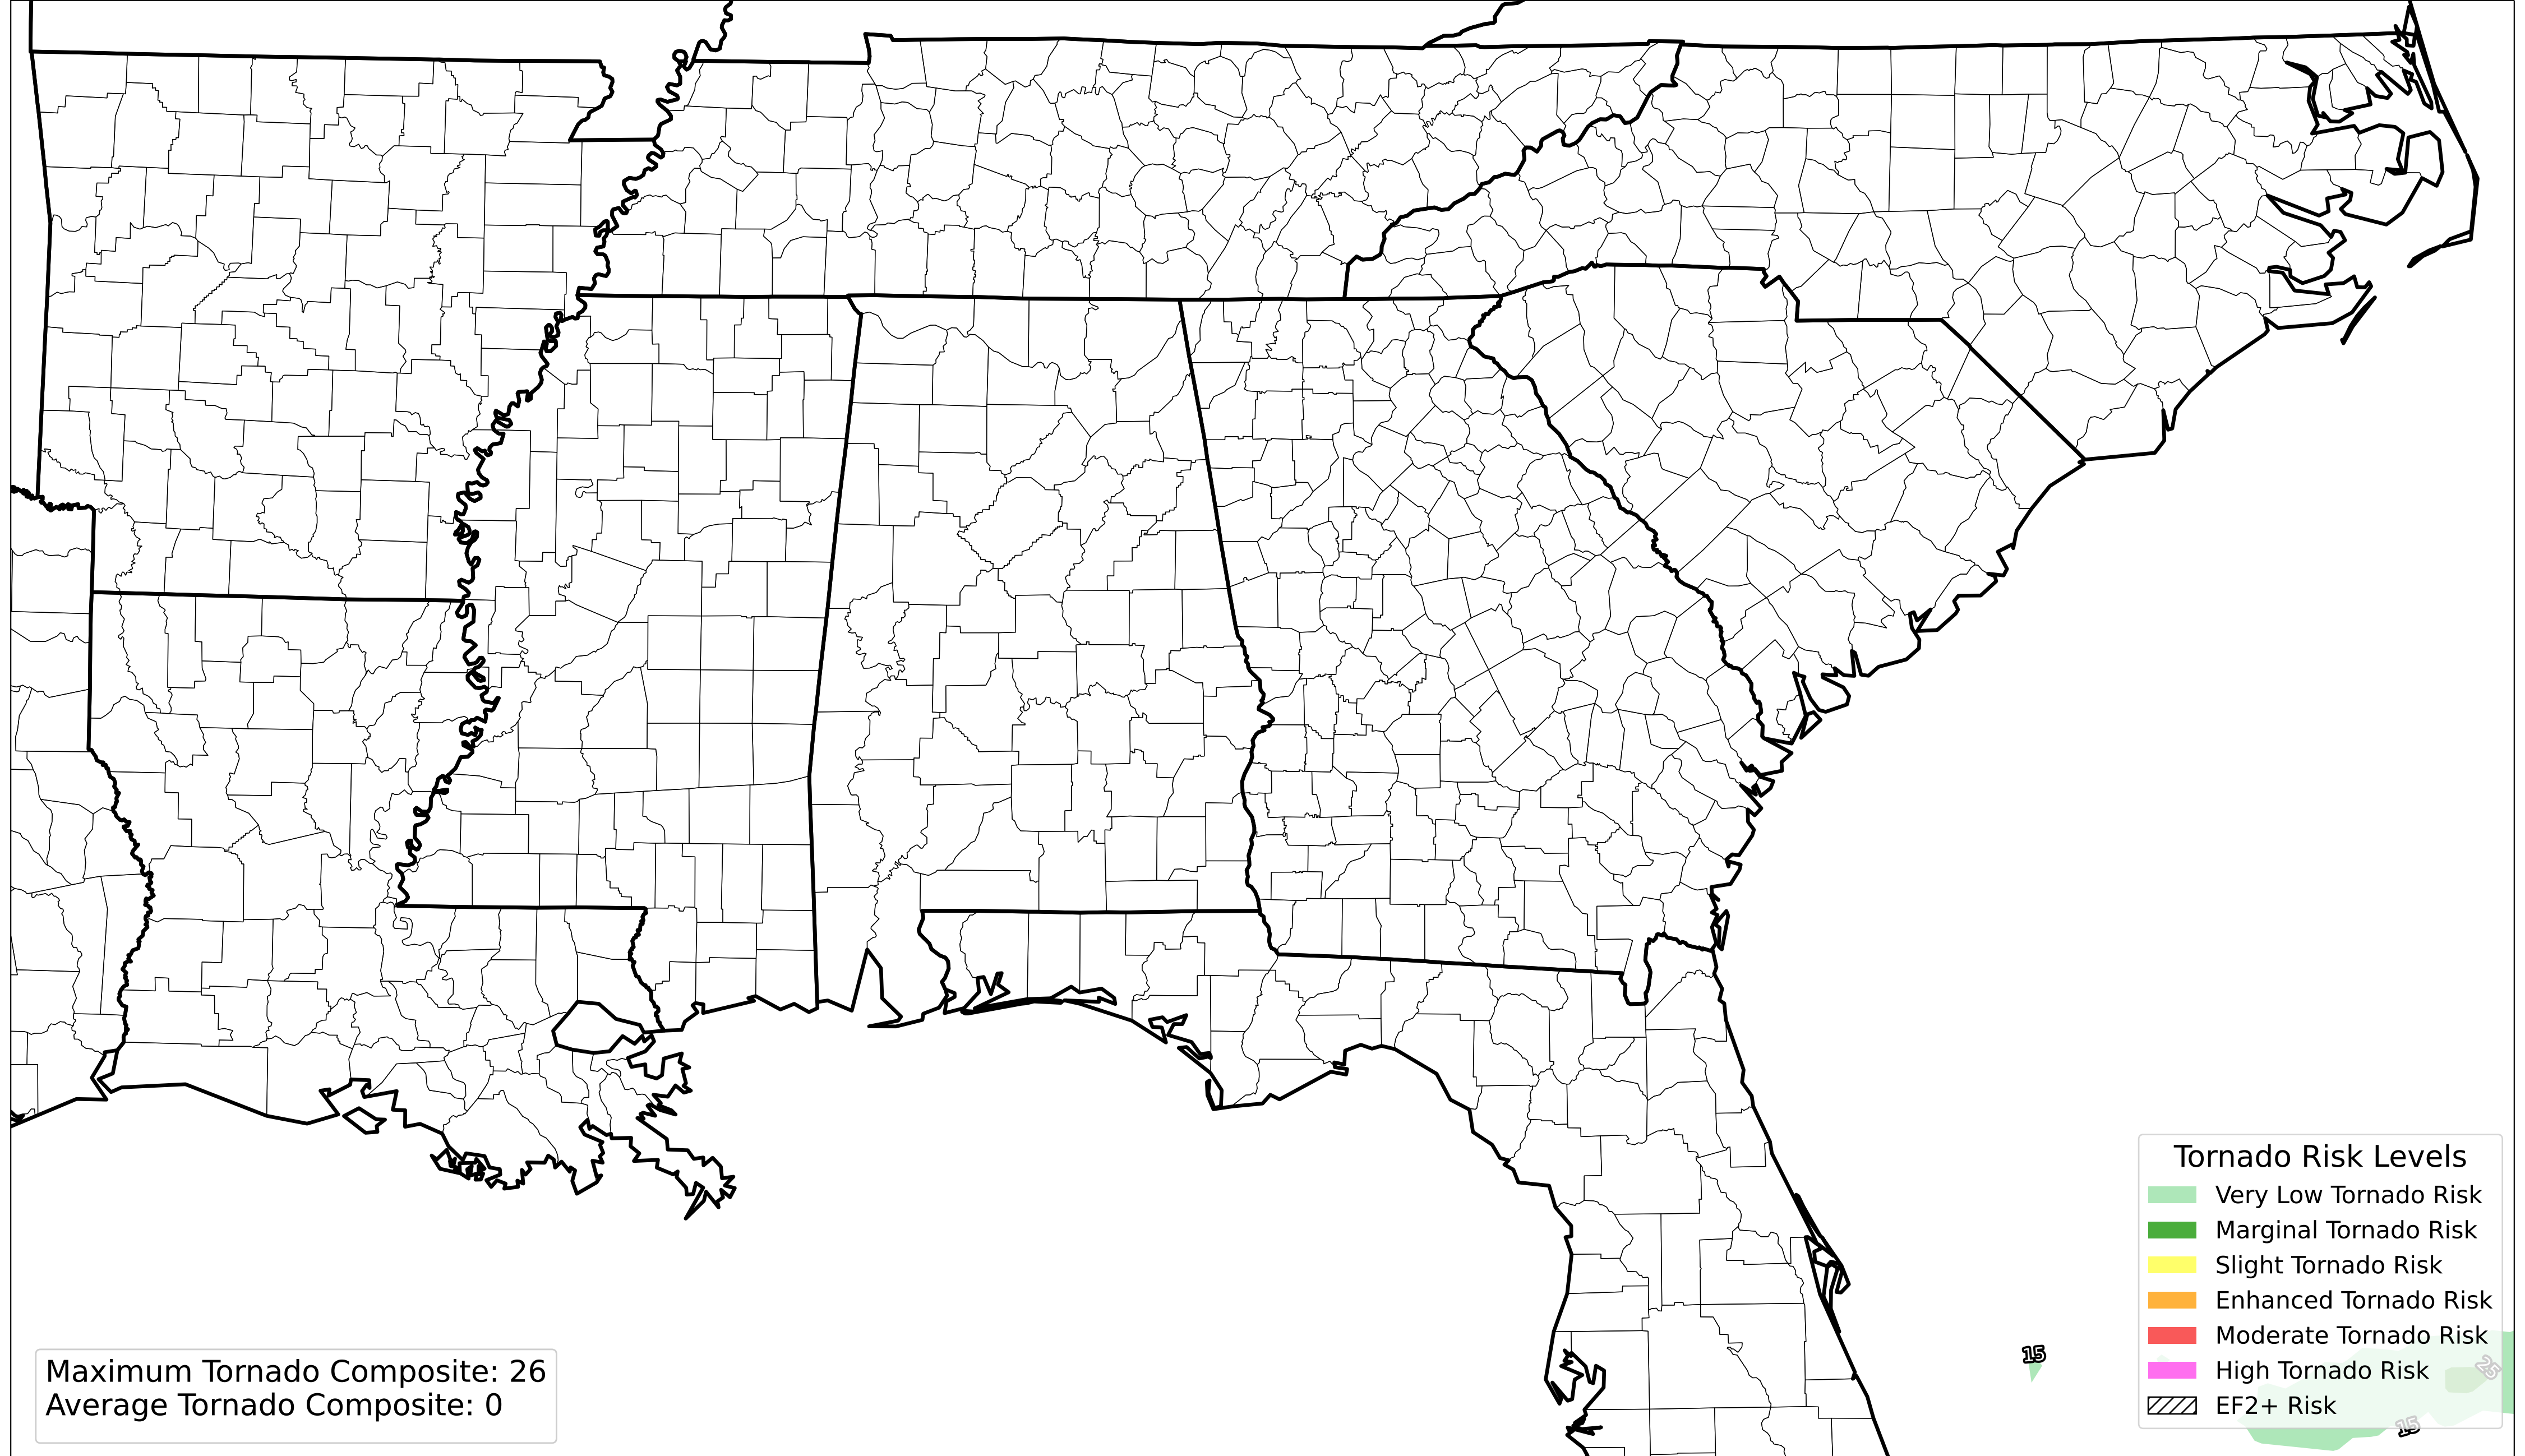 Tornado Risk Levels
Very Low Tornado Risk
Marginal Tornado Risk
Slight Tornado Risk
Enhanced Tornado Risk
Moderate Tornado Risk
High Tornado Risk
EF2+ Risk
15
25
15
Maximum Tornado Composite: 26
Average Tornado Composite: 0